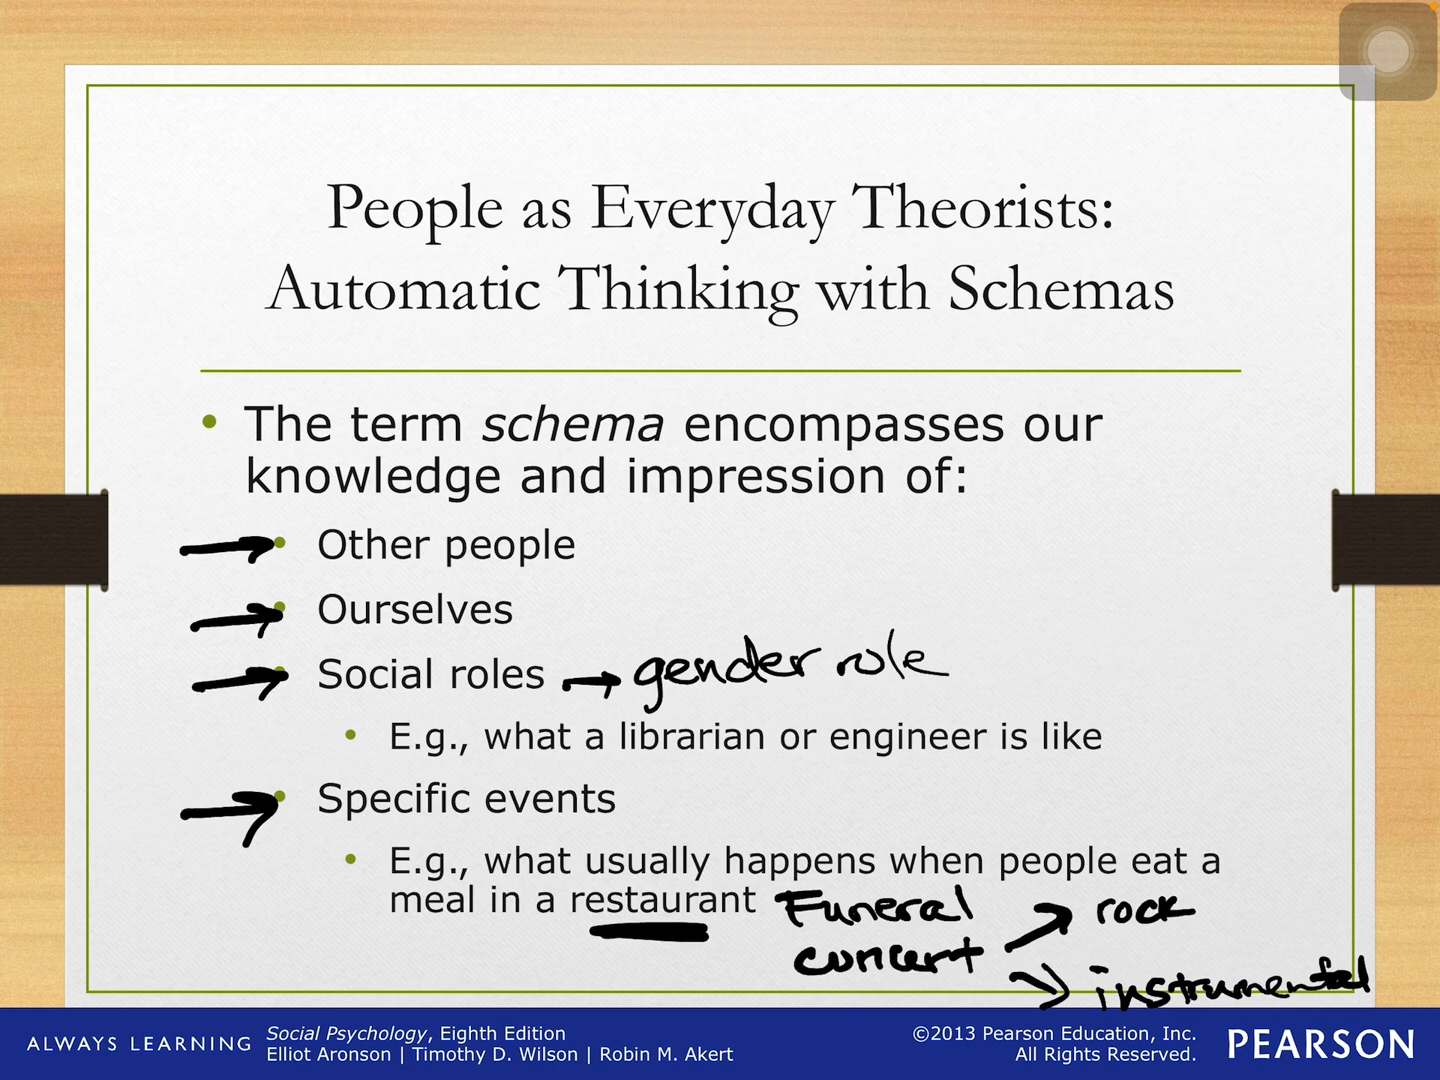 People as Everyday Theorists:
Automatic Thinking with Schemas
• The term schema encompasses our
knowledge and impression of:
• Other people
• Ourselves
• Social roles → gender role
• E.g., what a librarian or engineer is like
• Specific events
• E.g., what usually happens when people eat a
meal in a restaurant Funeral
concert → rock
→ instrumental
ALWAYS LEARNING
Social Psychology, Eighth Edition
Elliot Aronson | Timothy D. Wilson | Robin M. Akert
©2013 Pearson Education, Inc.
All Rights Reserved.
PEARSON